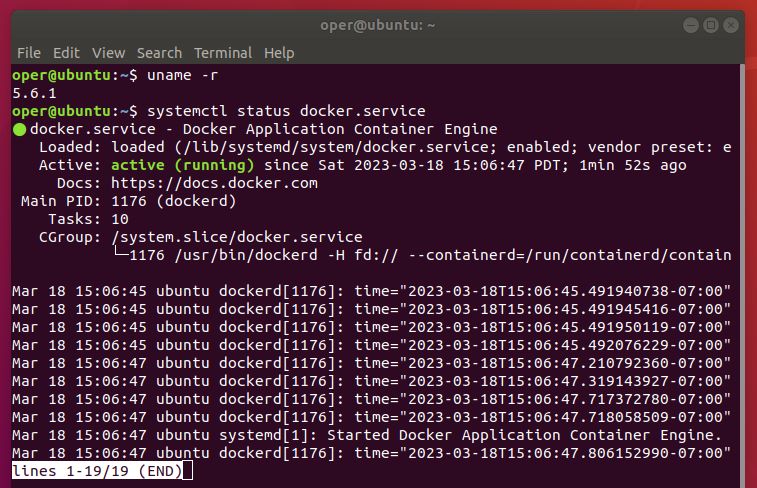 oper@ubuntu: ~
File Edit View Search Terminal Help
oper@ubuntu:~$ uname -r
5.6.1
oper@ubuntu:~$ systemctl status docker.service
● docker.service - Docker Application Container Engine
   Loaded: loaded (/lib/systemd/system/docker.service; enabled; vendor preset: e
   Active: active (running) since Sat 2023-03-18 15:06:47 PDT; 1min 52s ago
     Docs: https://docs.docker.com
 Main PID: 1176 (dockerd)
    Tasks: 10
   CGroup: /system.slice/docker.service
           └─1176 /usr/bin/dockerd -H fd:// --containerd=/run/containerd/contain
Mar 18 15:06:45 ubuntu dockerd[1176]: time="2023-03-18T15:06:45.491940738-07:00"
Mar 18 15:06:45 ubuntu dockerd[1176]: time="2023-03-18T15:06:45.491945416-07:00"
Mar 18 15:06:45 ubuntu dockerd[1176]: time="2023-03-18T15:06:45.491950119-07:00"
Mar 18 15:06:45 ubuntu dockerd[1176]: time="2023-03-18T15:06:45.492076229-07:00"
Mar 18 15:06:47 ubuntu dockerd[1176]: time="2023-03-18T15:06:47.210792360-07:00"
Mar 18 15:06:47 ubuntu dockerd[1176]: time="2023-03-18T15:06:47.319143927-07:00"
Mar 18 15:06:47 ubuntu dockerd[1176]: time="2023-03-18T15:06:47.717372780-07:00"
Mar 18 15:06:47 ubuntu dockerd[1176]: time="2023-03-18T15:06:47.718058509-07:00"
Mar 18 15:06:47 ubuntu systemd[1]: Started Docker Application Container Engine.
Mar 18 15:06:47 ubuntu dockerd[1176]: time="2023-03-18T15:06:47.806152990-07:00"
lines 1-19/19 (END)